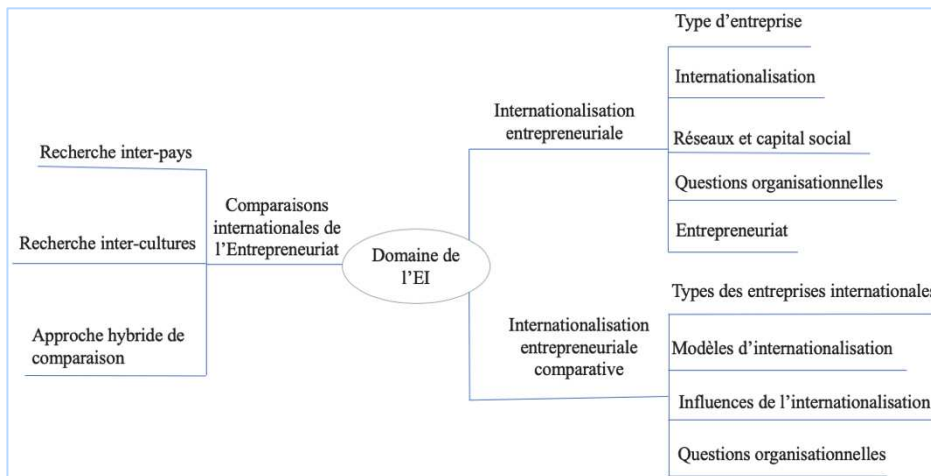 Recherche inter-pays
Recherche inter-cultures
Approche hybride de
comparaison
Comparaisons
internationales de
l’Entrepreneuriat
Domaine de
l’EI
Internationalisation
entrepreneuriale
Type d’entreprise
Internationalisation
Réseaux et capital social
Questions organisationnelles
Entrepreneuriat
Internationalisation
entrepreneuriale
comparative
Types des entreprises internationales
Modèles d’internationalisation
Influences de l’internationalisation
Questions organisationnelles